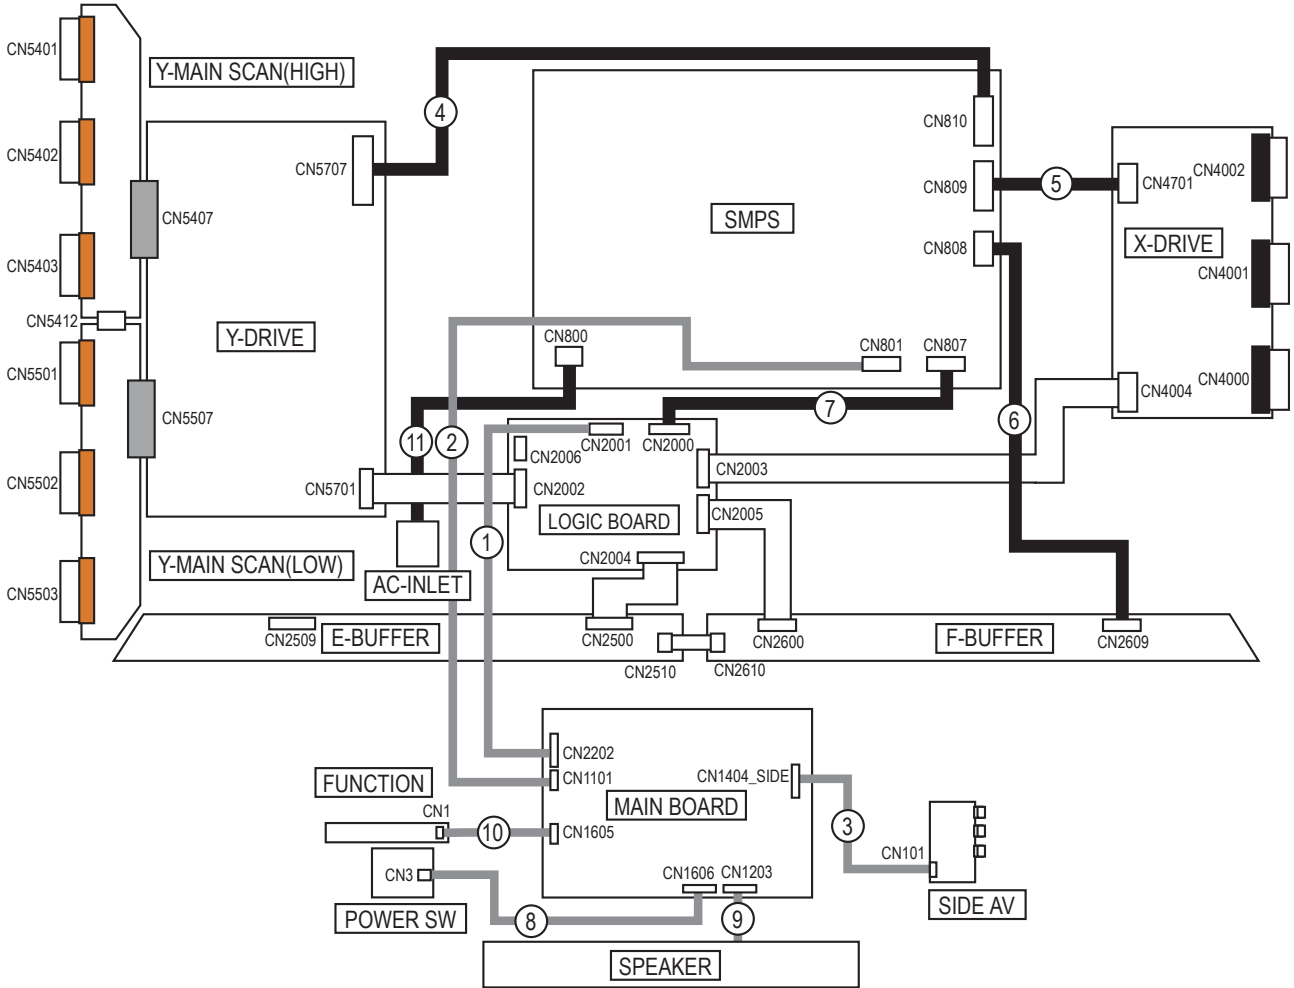 CN5401
Y-MAIN SCAN(HIGH)
4
CN810
CN5402
CN5707
CN809
5
CN4701
CN4002
CN5407
SMPS
CN808
X-DRIVE
CN5403
CN4001
CN5412
Y-DRIVE
CN800
CN801
CN807
CN5501
CN4004
CN4000
CN5507
7
6
11
2
CN2001
CN2000
CN2006
CN2003
CN5502
CN5701
CN2002
CN2005
LOGIC BOARD
1
CN2004
Y-MAIN SCAN(LOW)
AC-INLET
CN5503
CN2509
E-BUFFER
CN2500
CN2600
F-BUFFER
CN2609
CN2510
CN2610
CN2202
FUNCTION
CN1101
CN1404_SIDE
MAIN BOARD
CN1
10
CN1605
3
CN101
CN3
CN1606
CN1203
SIDE AV
POWER SW
8
9
SPEAKER